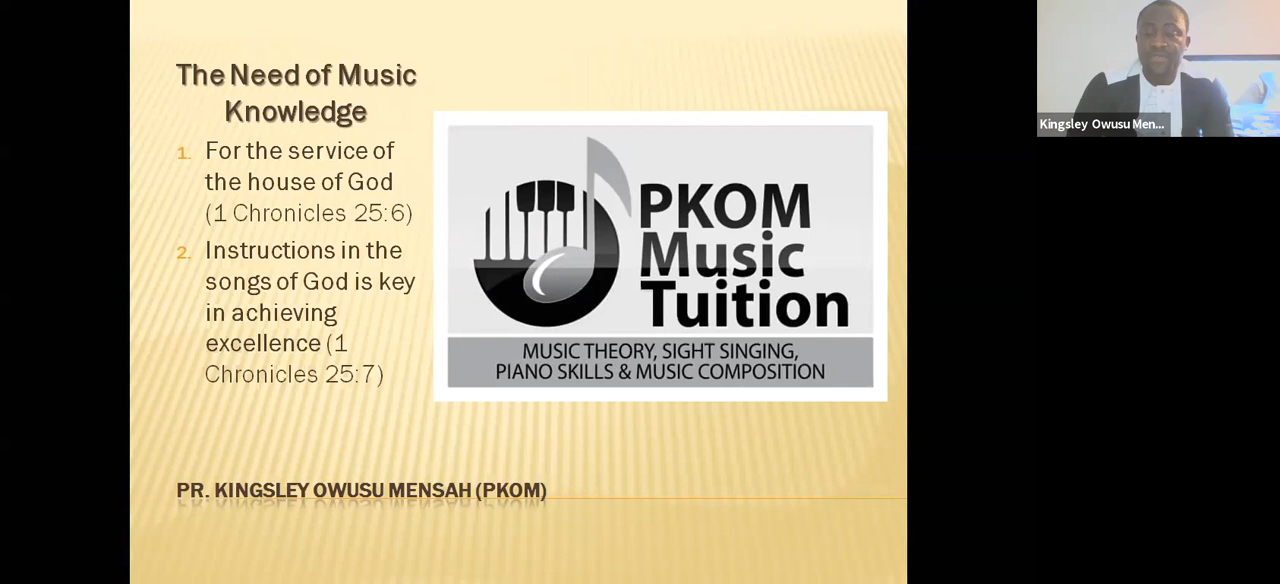 The Need of Music
Knowledge
1. For the service of
the house of God
(1 Chronicles 25:6)
2. Instructions in the
songs of God is key
in achieving
excellence (1
Chronicles 25:7)
PKOM
Music
Tuition
MUSIC THEORY, SIGHT SINGING,
PIANO SKILLS & MUSIC COMPOSITION
PR. KINGSLEY OWUSU MENSAH (PKOM)
Kingsley Owusu Men...